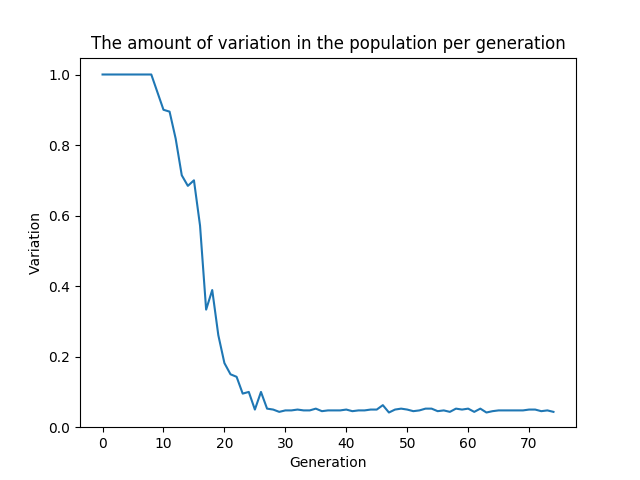 The amount of variation in the population per generation
1.0
0.8
0.6
0.4
0.2
0.0
Variation
0 10 20 30 40 50 60 70
Generation